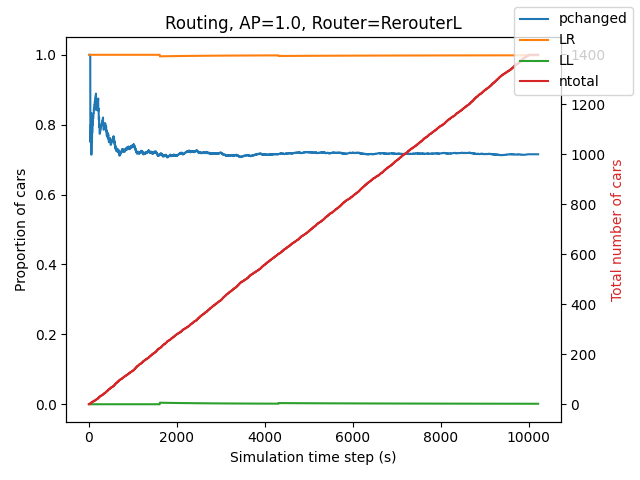 Routing, AP=1.0, Router=RerouterL
pchanged
LR
LL
ntotal
Proportion of cars
1.0
0.8
0.6
0.4
0.2
0.0
1400
1200
1000
800
600
400
200
0
Total number of cars
0 2000 4000 6000 8000 10000
Simulation time step (s)